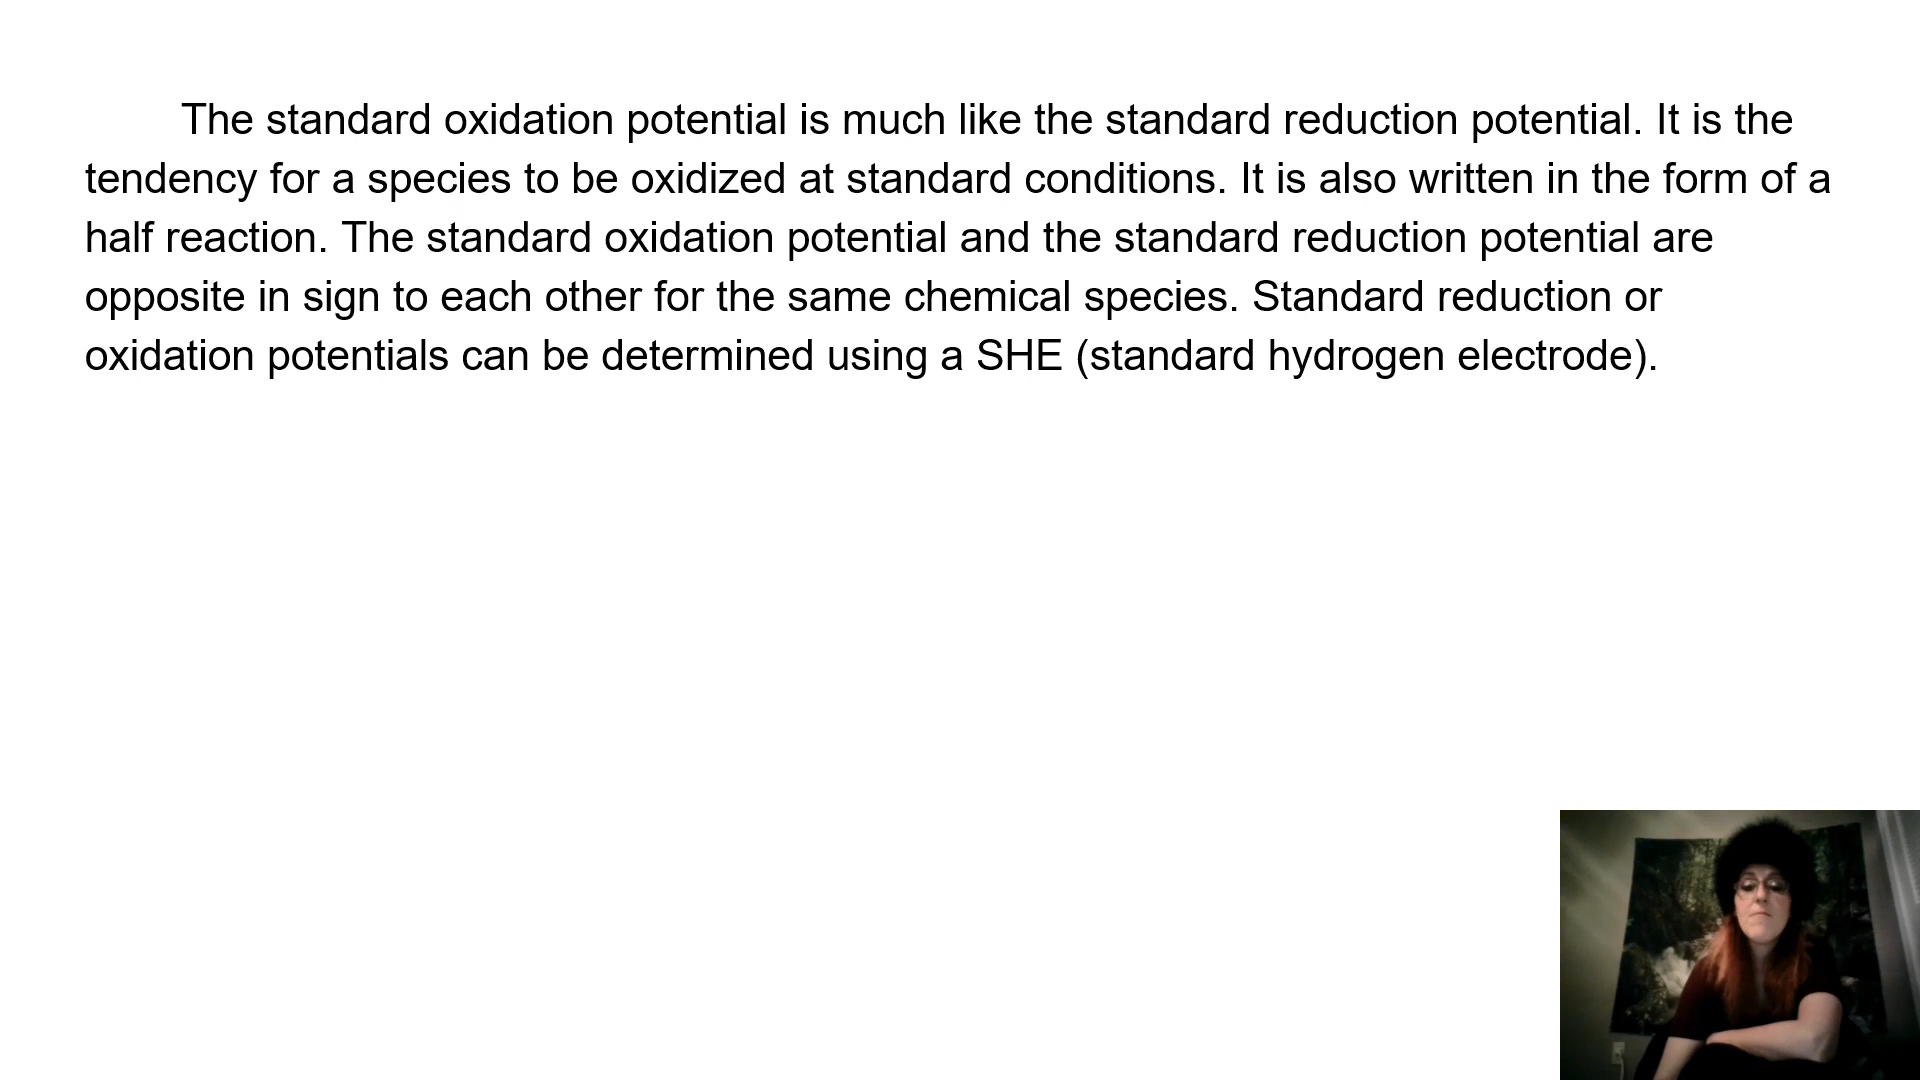 The standard oxidation potential is much like the standard reduction potential. It is the
tendency for a species to be oxidized at standard conditions. It is also written in the form of a
half reaction. The standard oxidation potential and the standard reduction potential are
opposite in sign to each other for the same chemical species. Standard reduction or
oxidation potentials can be determined using a SHE (standard hydrogen electrode).